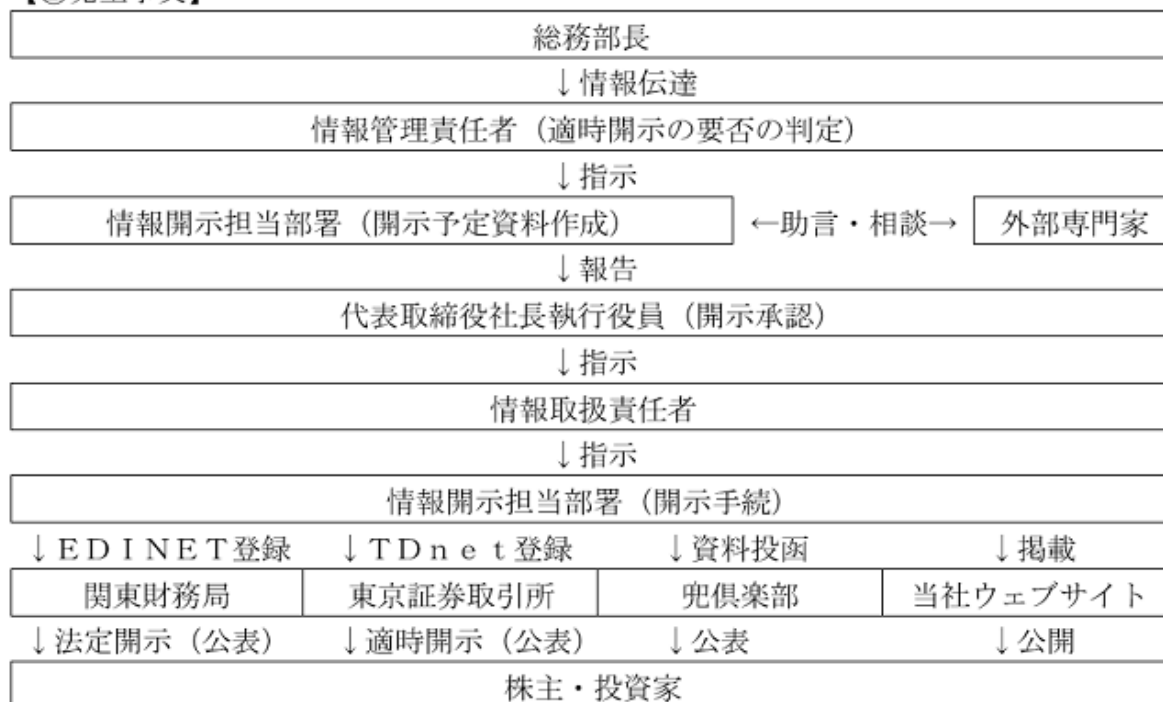 総務部長
↓情報伝達
情報管理責任者（適時開示の要否の判定）
↓指示
情報開示担当部署（開示予定資料作成） ←助言・相談→ 外部専門家
↓報告
代表取締役社長執行役員（開示承認）
↓指示
情報取扱責任者
↓指示
情報開示担当部署（開示手続）
↓ＥＤＩＮＥＴ登録 ↓ＴＤｎｅｔ登録 ↓資料投函 ↓掲載
関東財務局 東京証券取引所 兜倶楽部 当社ウェブサイト
↓法定開示（公表） ↓適時開示（公表） ↓公表 ↓公開
株主・投資家